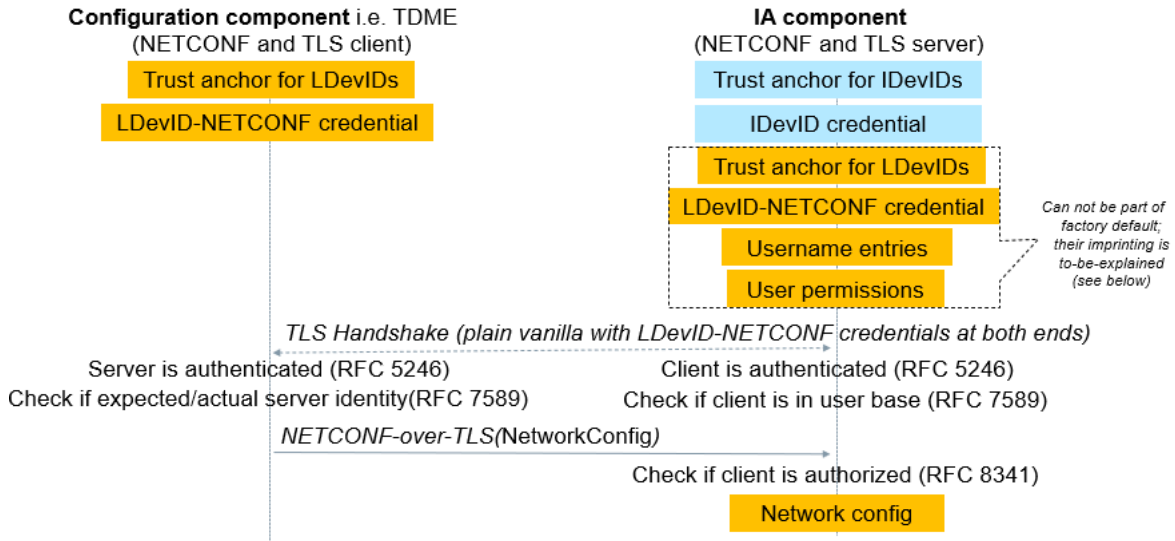 Configuration component i.e. TDME
(NETCONF and TLS client)
Trust anchor for LDevIDs
LDevID-NETCONF credential
IA component
(NETCONF and TLS server)
Trust anchor for IDevIDs
IDevID credential
Trust anchor for LDevIDs
LDevID-NETCONF credential
Username entries
User permissions
Can not be part of
factory default;
their imprinting is
to-be-explained
(see below)
TLS Handshake (plain vanilla with LDevID-NETCONF credentials at both ends)
Server is authenticated (RFC 5246)
Check if expected/actual server identity(RFC 7589)
Client is authenticated (RFC 5246)
Check if client is in user base (RFC 7589)
NETCONF-over-TLS(NetworkConfig)
Check if client is authorized (RFC 8341)
Network config